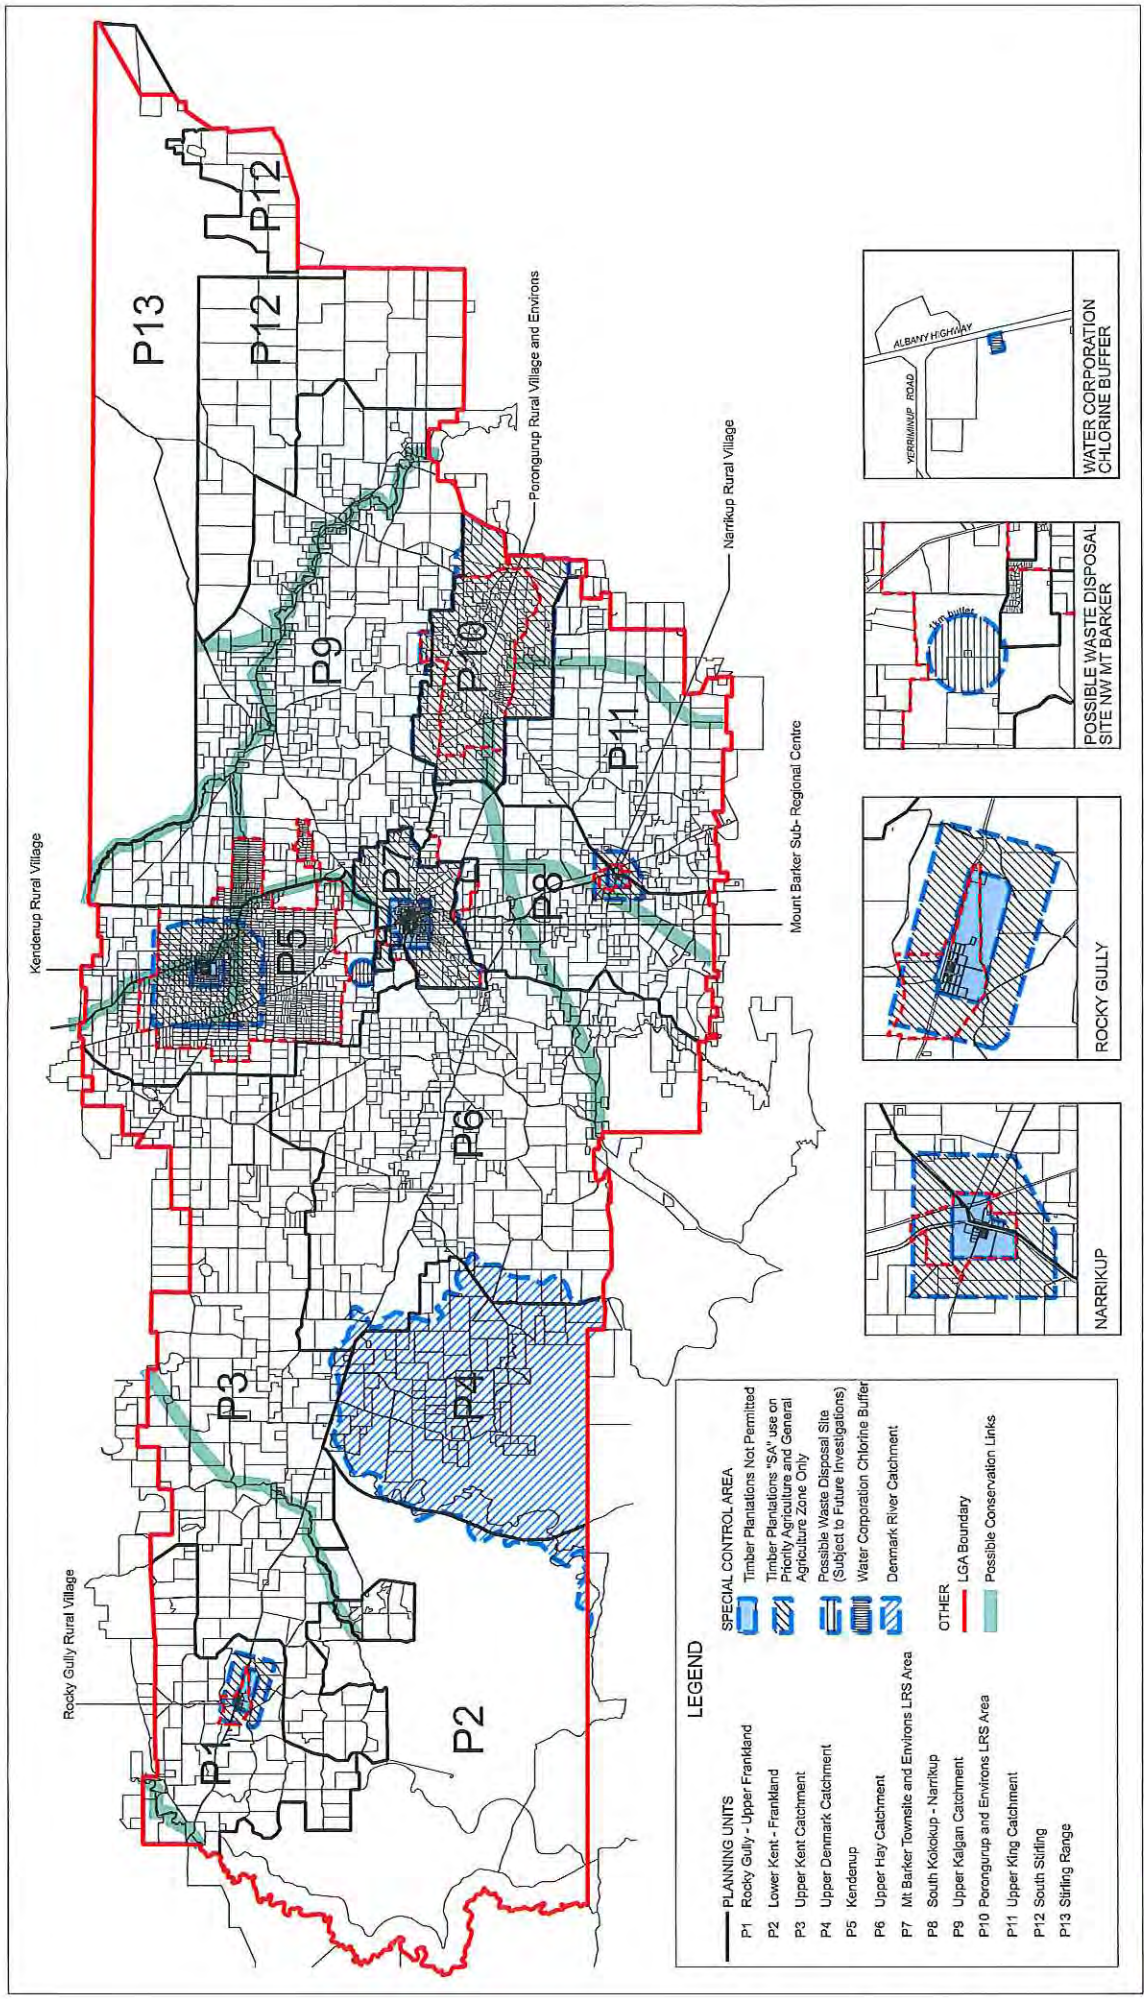 Rocky Gully Rural Village
Kendenup Rural Village
P1
P2
P3
P4
P5
P6
P7
P8
P9
P10
P11
P12
P12
P13
Porongurup Rural Village and Environs
Narrikup Rural Village
Mount Barker Sub- Regional Centre
LEGEND
PLANNING UNITS
P1 Rocky Gully - Upper Frankland
P2 Lower Kent - Frankland
P3 Upper Kent Catchment
P4 Upper Denmark Catchment
P5 Kendenup
P6 Upper Hay Catchment
P7 Mt Barker Townsite and Environs LRS Area
P8 South Kokokup - Narrikup
P9 Upper Kalgan Catchment
P10 Porongurup and Environs LRS Area
P11 Upper King Catchment
P12 South Stirling
P13 Stirling Range
SPECIAL CONTROL AREA
Timber Plantations Not Permitted
Timber Plantations "SA" use on
Priority Agriculture and General
Agriculture Zone Only
Possible Waste Disposal Site
(Subject to Future Investigations)
Water Corporation Chlorine Buffer
Denmark River Catchment
OTHER
LGA Boundary
Possible Conservation Links
NARRIKUP
ROCKY GULLY
1km buffer
POSSIBLE WASTE DISPOSAL
SITE NW MT BARKER
YERRIMINUP ROAD
ALBANY HIGHWAY
WATER CORPORATION
CHLORINE BUFFER